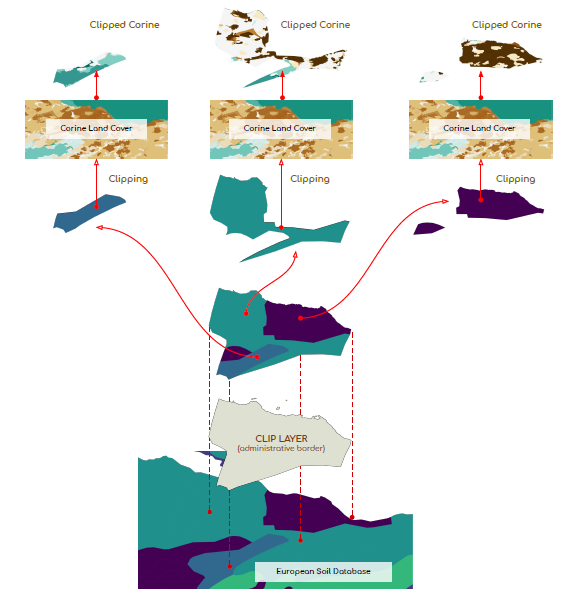 Clipped Corine
Clipped Corine
Clipped Corine
Corine Land Cover
Corine Land Cover
Corine Land Cover
Clipping
Clipping
Clipping
CLIP LAYER
(administrative border)
European Soil Database